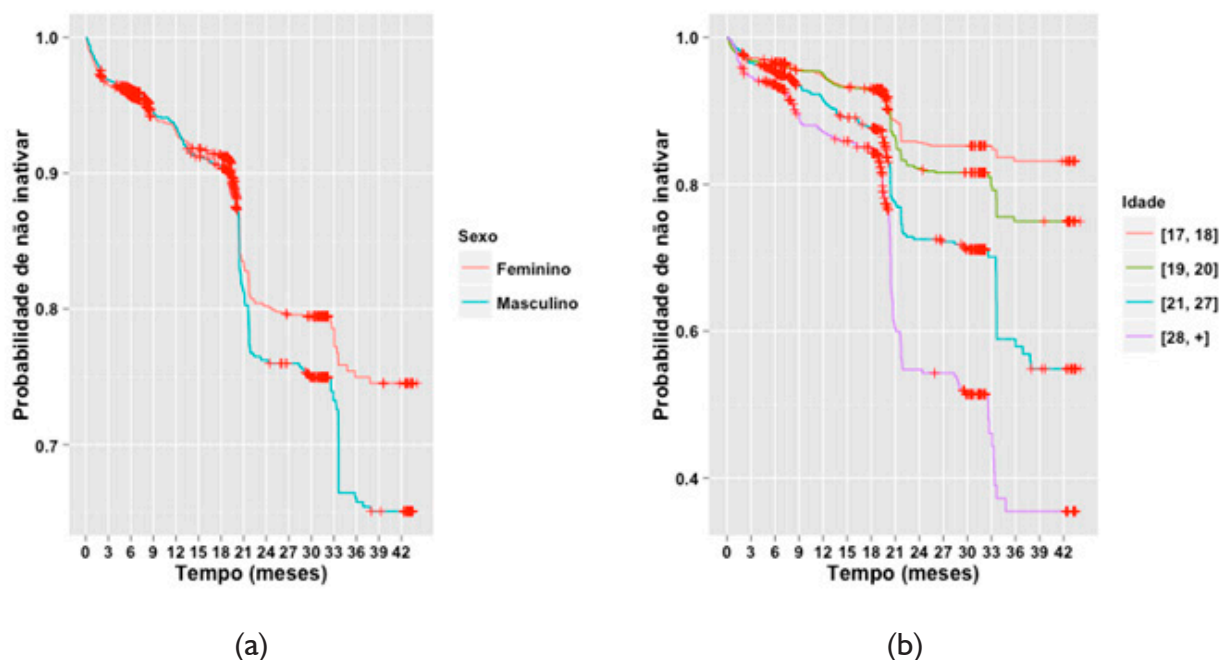 Probabilidade de não inativar
1.0
0.9
0.8
0.7
0 3 6 9 12 15 18 21 24 27 30 33 36 39 42
Tempo (meses)
Sexo
Feminino
Masculino
(a)
Probabilidade de não inativar
1.0
0.8
0.6
0.4
0 3 6 9 12 15 18 21 24 27 30 33 36 39 42
Tempo (meses)
Idade
[17, 18]
[19, 20]
[21, 27]
[28, +]
(b)